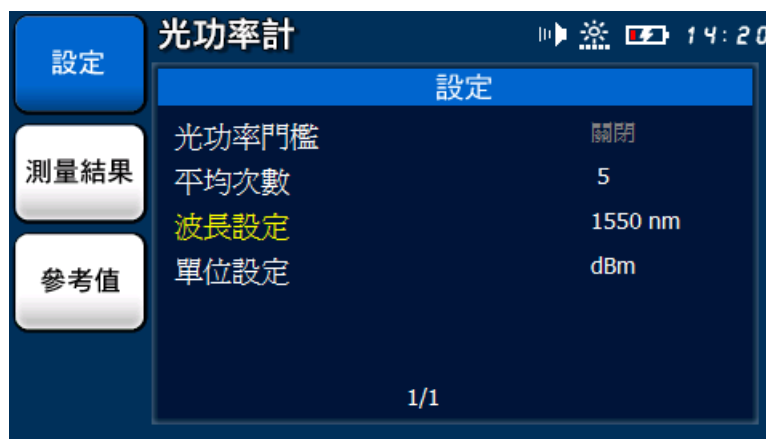 設定
光功率計
14:20
設定
光功率門檻 關閉
測量結果
平均次數 5
波長設定 1550 nm
參考值
單位設定 dBm
1/1